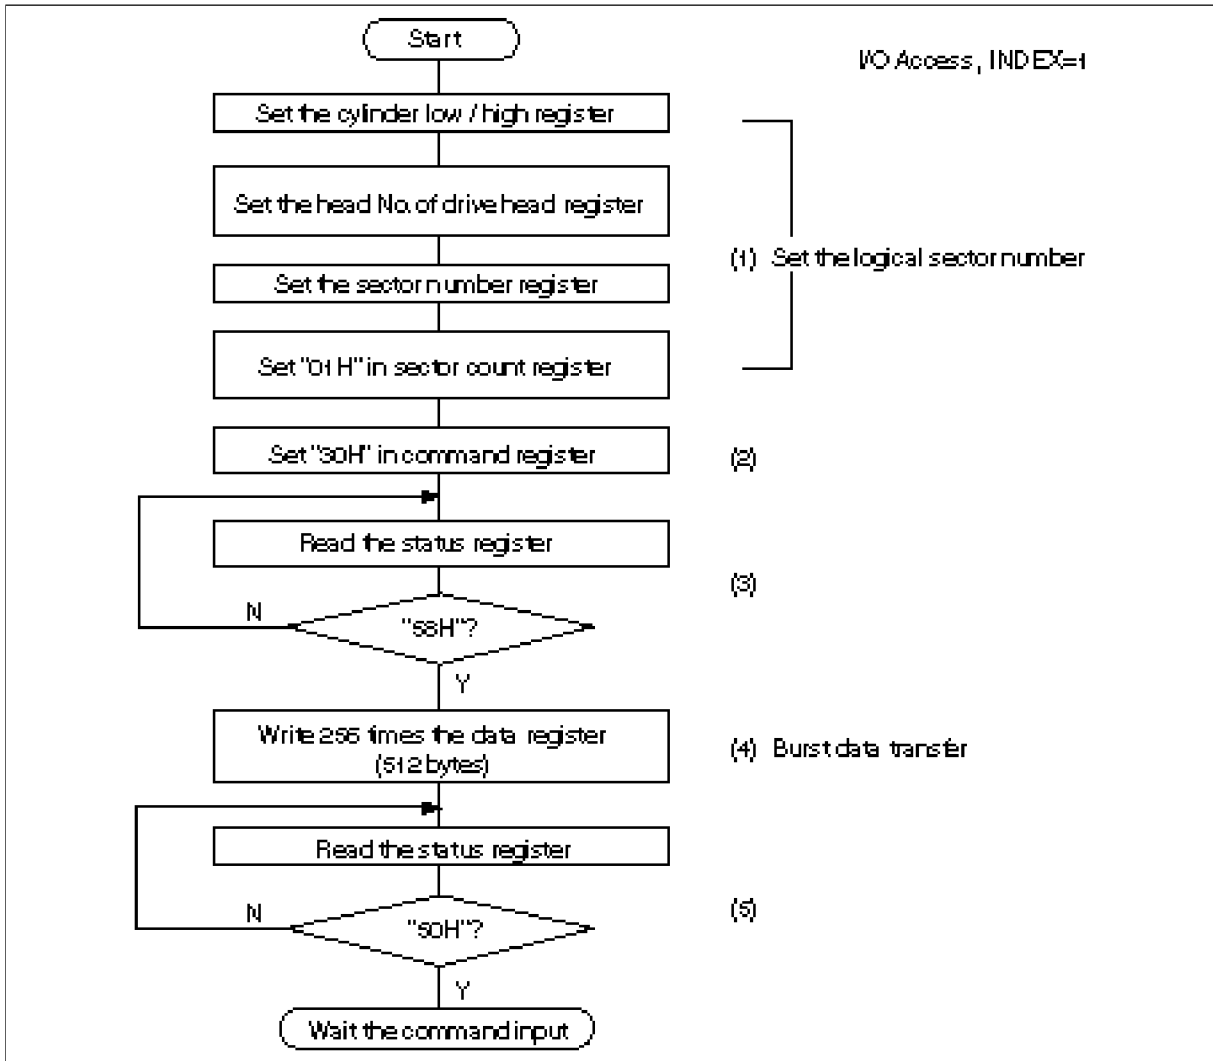 Start
I/O Access, INDEX=1
Set the cylinder low / high register
Set the head No. of drive head register
(1) Set the logical sector number
Set the sector number register
Set "01H" in sector count register
Set "30H" in command register
(2)
Read the status register
(3)
N
"58H"?
Y
Write 256 times the data register
(512 bytes)
(4) Burst data transfer
Read the status register
N
"50H"?
(5)
Y
Wait the command input